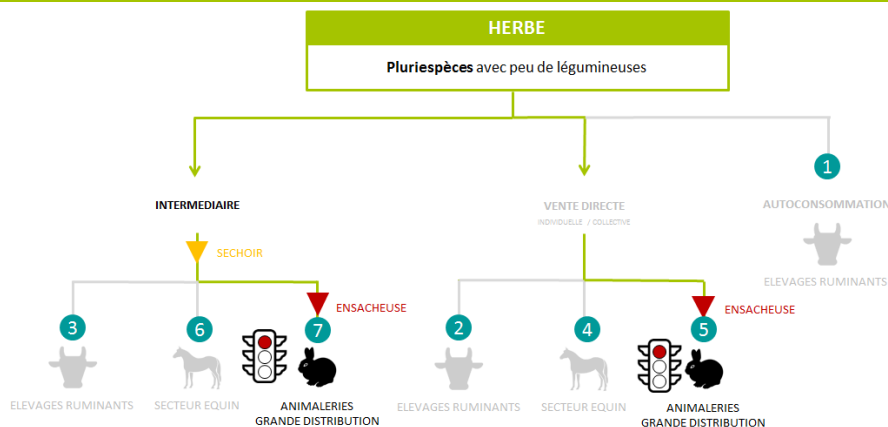 HERBE
Pluriespèces avec peu de légumineuses
1
INTERMEDIAIRE
VENTE DIRECTE
INDIVIDUELLE / COLLECTIVE
AUTOCONSOMMATION
SECHOIR
ELEVAGES RUMINANTS
ENSACHEUSE
ENSACHEUSE
3
6
7
2
4
5
ELEVAGES RUMINANTS
SECTEUR EQUIN
ANIMALERIES
GRANDE DISTRIBUTION
ELEVAGES RUMINANTS
SECTEUR EQUIN
ANIMALERIES
GRANDE DISTRIBUTION